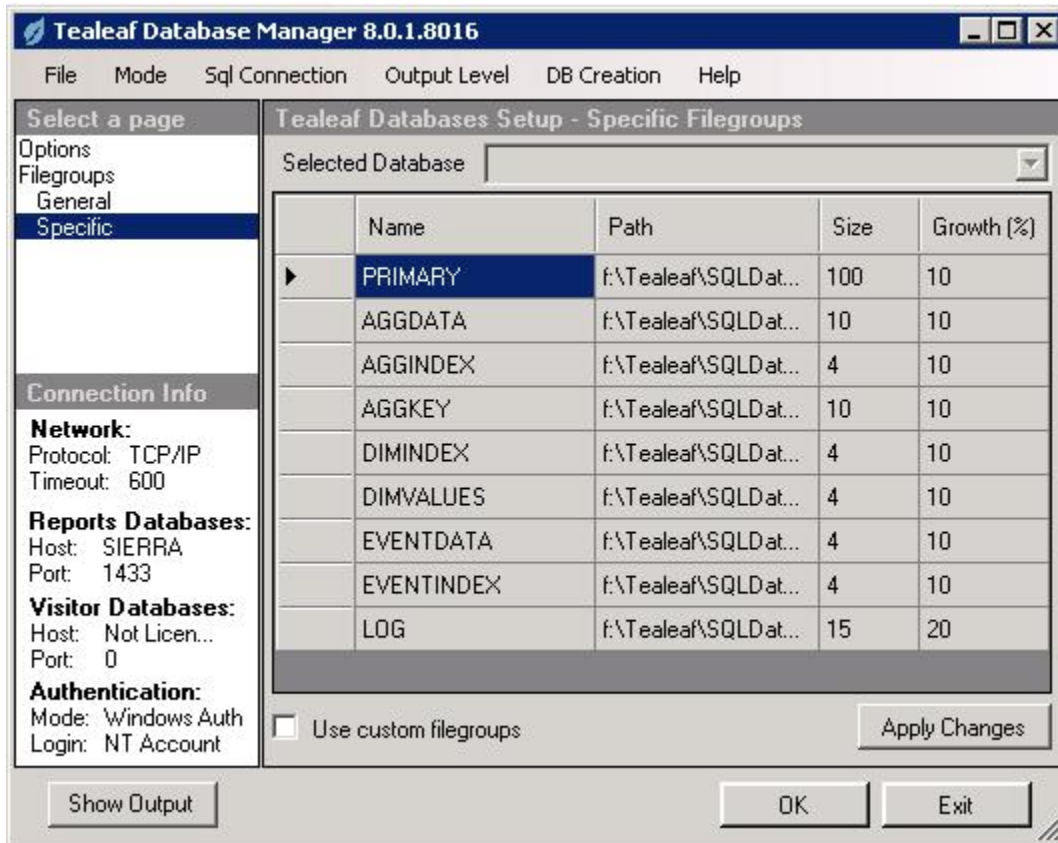 Tealeaf Database Manager 8.0.1.8016
File Mode Sql Connection Output Level DB Creation Help
Select a page
Options
Filegroups
General
Specific
Connection Info
Network:
Protocol: TCP/IP
Timeout: 600
Reports Databases:
Host: SIERRA
Port: 1433
Visitor Databases:
Host: Not Licen...
Port: 0
Authentication:
Mode: Windows Auth
Login: NT Account
Tealeaf Databases Setup - Specific Filegroups
Selected Database
Name Path Size Growth (%)
PRIMARY f:\Tealeaf\SQLDat... 100 10
AGGDATA f:\Tealeaf\SQLDat... 10 10
AGGINDEX f:\Tealeaf\SQLDat... 4 10
AGGKEY f:\Tealeaf\SQLDat... 10 10
DIMINDEX f:\Tealeaf\SQLDat... 4 10
DIMVALUES f:\Tealeaf\SQLDat... 4 10
EVENTDATA f:\Tealeaf\SQLDat... 4 10
EVENTINDEX f:\Tealeaf\SQLDat... 4 10
LOG f:\Tealeaf\SQLDat... 15 20
Use custom filegroups
Apply Changes
Show Output
OK
Exit